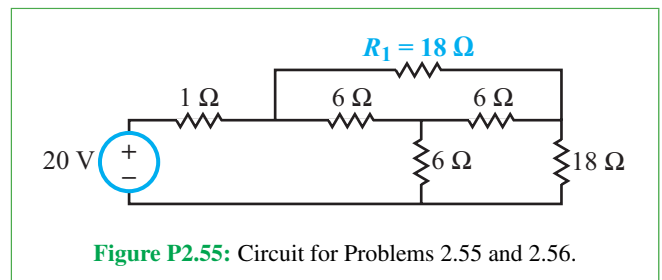 R1 = 18 Ω
1 Ω 6 Ω 6 Ω
20 V + − 6 Ω 18 Ω
Figure P2.55: Circuit for Problems 2.55 and 2.56.